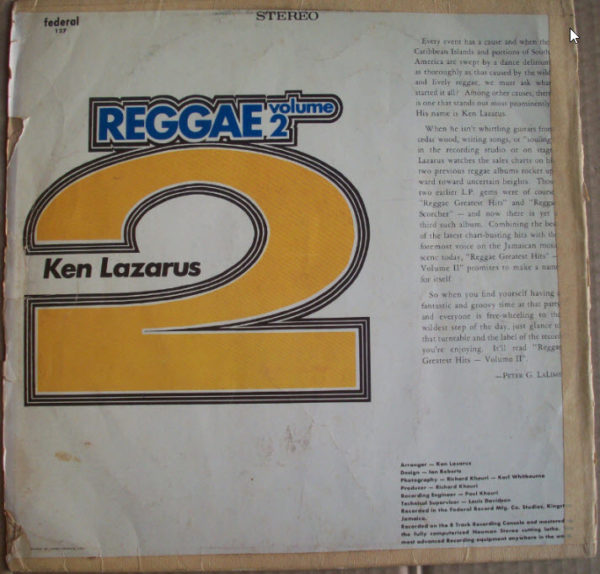 STEREO
federal
137
REGGAE volume
2
Ken Lazarus
Every event has a cause and when the
Caribbean Islands and portions of South
America are swept by a dance delirium
as thoroughly as that caused by the wild
and lively reggae, we must ask what
started it all? Among other causes, there
is one that stands out most prominently.
His name is Ken Lazarus.
When he isn't whittling guitars from
cedar wood, writing songs, or "souling"
in the recording studio or on stage,
Lazarus watches the sales charts on his
two previous reggae albums rocket up-
ward toward uncertain heights. Those
two earlier L.P. gems were of course
"Reggae Greatest Hits" and "Reggae
Scorcher" — and now there is yet
third such album. Combining the best
of the latest chart-busting hits with the
foremost voice on the Jamaican music
scene today, "Reggae Greatest Hits" —
Volume II" promises to make a name
for itself.
So when you find yourself having
fantastic and groovy time at that party
and everyone is free-wheeling to the
wildest step of the day, just glance
that turntable and the label of the record
you're enjoying. It'll read "Reggae
Greatest Hits — Volume II".
—PETER G. LALIME
Arranger — Ken Lazarus
Design — Ian Roberts
Photography — Richard Khouri — Karl Whitbourne
Producer — Richard Khouri
Recording Engineer — Paul Khouri
Technical Supervisor — Louis Davidson
Recorded in the Federal Record Mfg. Co. Studios, Kingst
Jamaica.
Recorded on the 8 Track Recording Console and mastered
the fully computerized Neuman Stereo cutting lathe.
most advanced Recording equipment anywhere in the